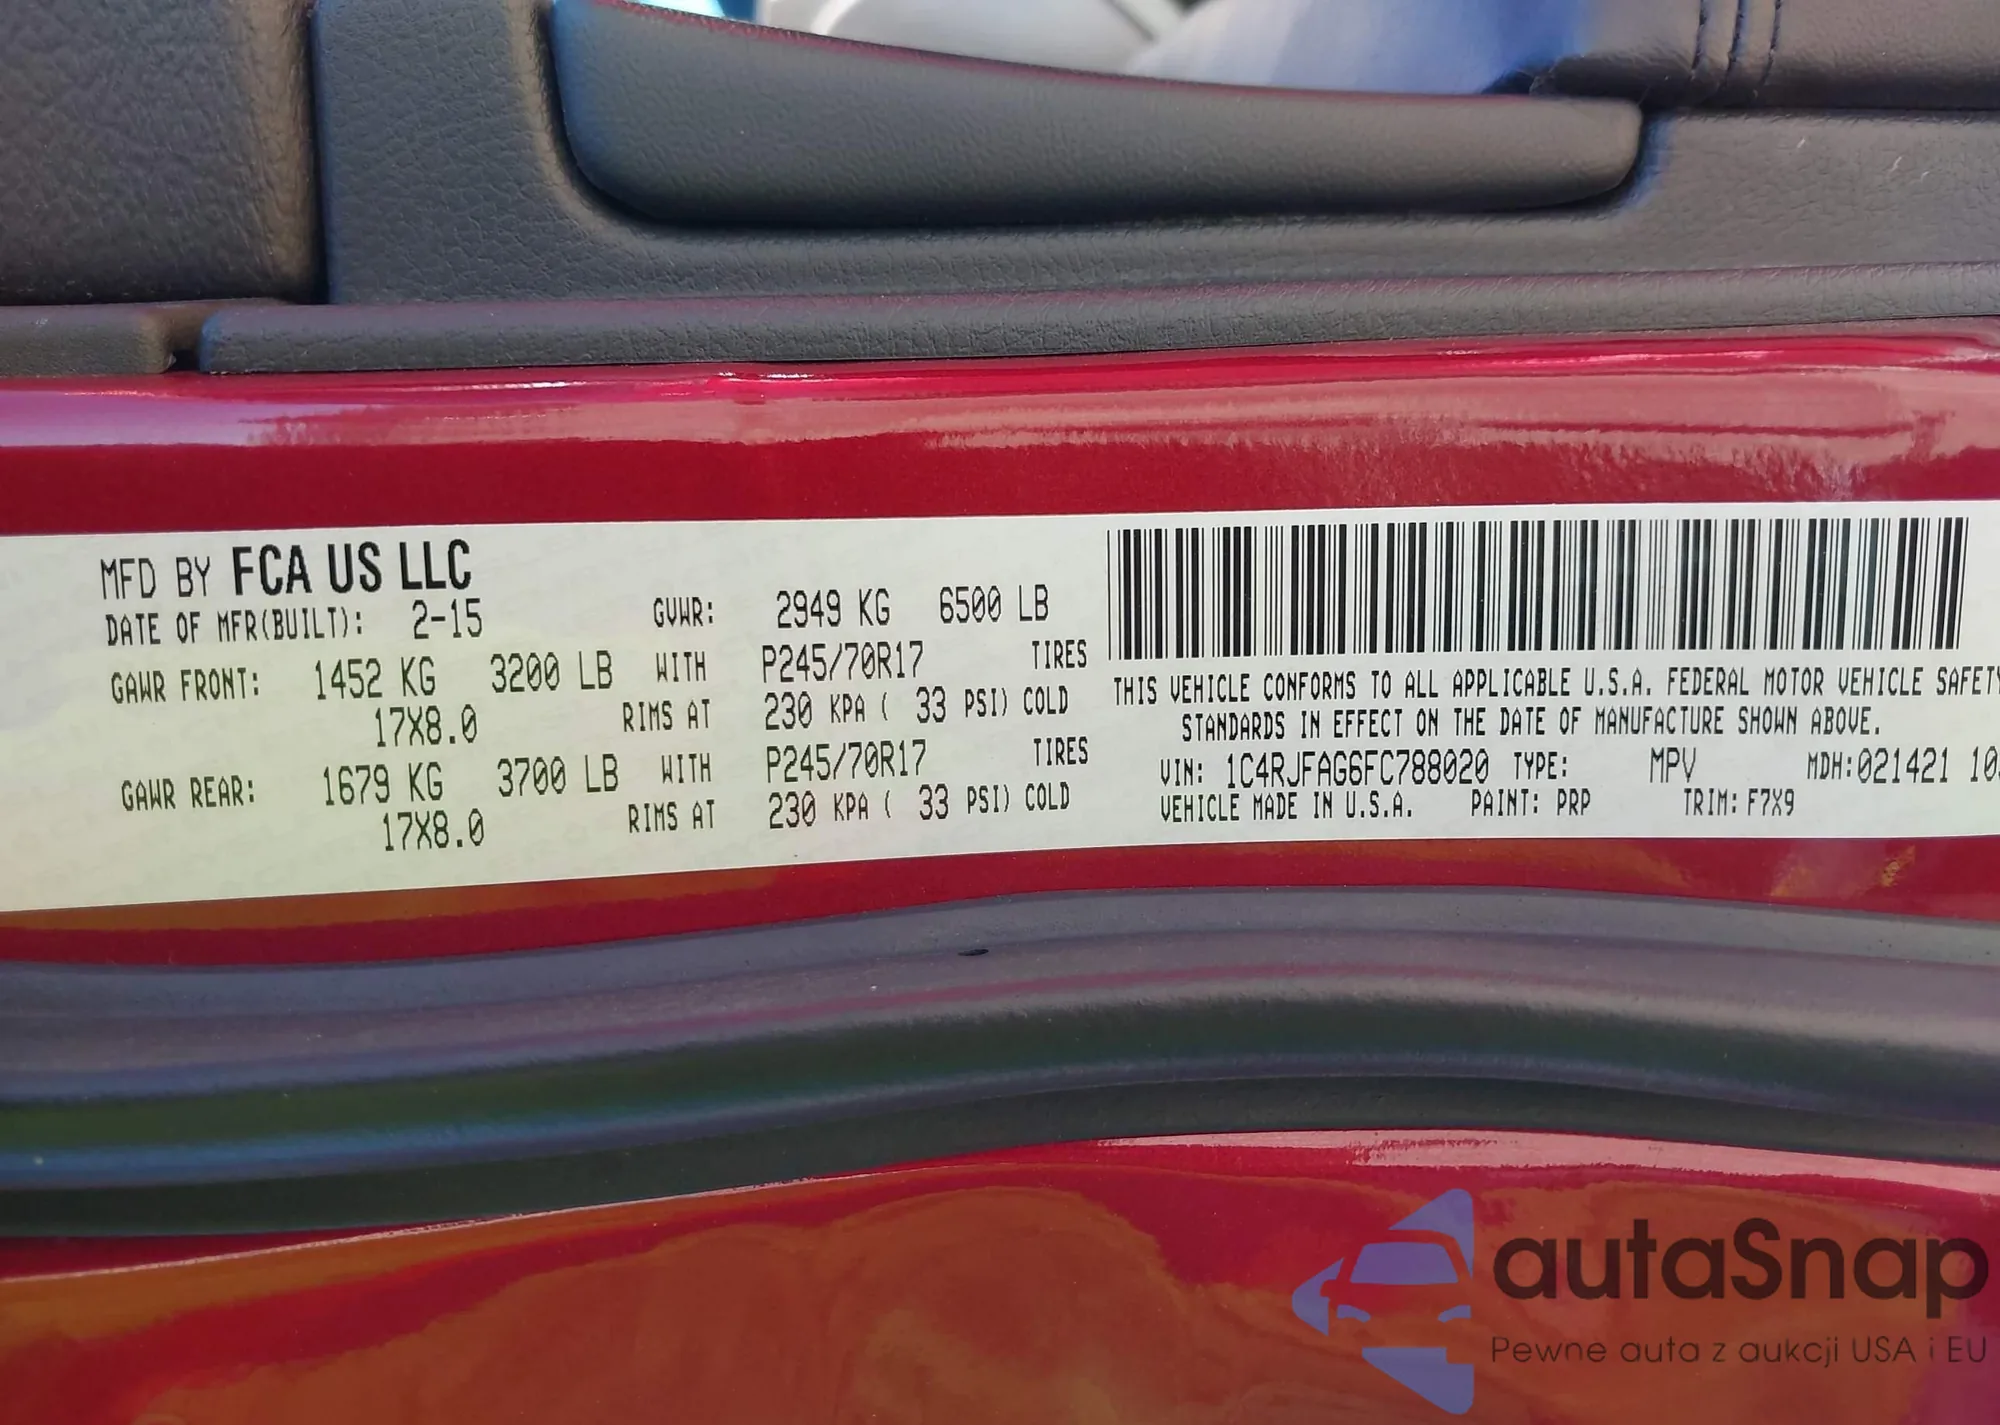 MFD BY FCA US LLC
DATE OF MFR(BUILT): 2-15 GVWR: 2949 KG 6500 LB
GAWR FRONT: 1452 KG 3200 LB WITH P245/70R17 TIRES
17X8.0 RIMS AT 230 KPA ( 33 PSI) COLD
GAWR REAR: 1679 KG 3700 LB WITH P245/70R17 TIRES
17X8.0 RIMS AT 230 KPA ( 33 PSI) COLD
THIS VEHICLE CONFORMS TO ALL APPLICABLE U.S.A. FEDERAL MOTOR VEHICLE SAFETY
STANDARDS IN EFFECT ON THE DATE OF MANUFACTURE SHOWN ABOVE.
VIN: 1C4RJFAG6FC788020 TYPE: MPV MDH:021421 10
VEHICLE MADE IN U.S.A. PAINT: PRP TRIM: F7X9
autaSnap
Pewne auta z aukcji USA i EU